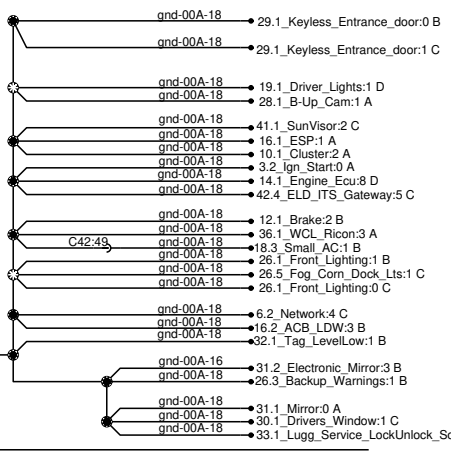 gnd-00A-18 29.1_Keyless_Entrance_door:0 B
gnd-00A-18 29.1_Keyless_Entrance_door:1 C
gnd-00A-18 19.1_Driver_Lights:1 D
gnd-00A-18 28.1_B-Up_Cam:1 A
gnd-00A-18 41.1_SunVisor:2 C
gnd-00A-18 16.1_ESP:1 A
gnd-00A-18 10.1_Cluster:2 A
gnd-00A-18 3.2_Ign_Start:0 A
gnd-00A-18 14.1_Engine_Ecu:8 D
gnd-00A-18 42.4_ELD_ITS_Gateway:5 C
gnd-00A-18 12.1_Brake:2 B
gnd-00A-18 36.1_WCL_Ricon:3 A
C42:49 gnd-00A-18 18.3_Small_AC:1 B
gnd-00A-18 26.1_Front_Lighting:1 B
gnd-00A-18 26.5_Fog_Corn_Dock_Lts:1 C
gnd-00A-18 26.1_Front_Lighting:0 C
gnd-00A-18 6.2_Network:4 C
gnd-00A-18 16.2_ACB_LDW:3 B
gnd-00A-18 32.1_Tag_LevelLow:1 B
gnd-00A-16 31.2_Electronic_Mirror:3 B
gnd-00A-18 26.3_Backup_Warnings:1 B
gnd-00A-18 31.1_Mirror:0 A
gnd-00A-18 30.1_Drivers_Window:1 C
gnd-00A-18 33.1_Lugg_Service_LockUnlock_Sc